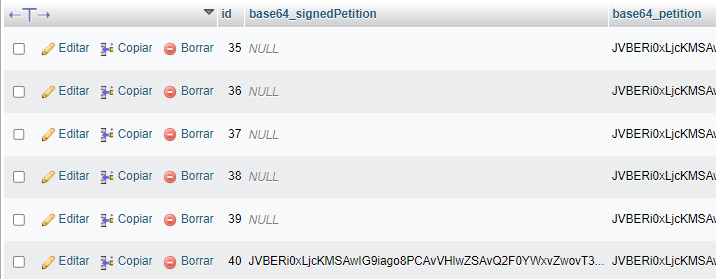 id base64_signedPetition base64_petition
Editar Copiar Borrar 35 NULL JVBERi0xLjcKMSAw
Editar Copiar Borrar 36 NULL JVBERi0xLjcKMSAw
Editar Copiar Borrar 37 NULL JVBERi0xLjcKMSAw
Editar Copiar Borrar 38 NULL JVBERi0xLjcKMSAw
Editar Copiar Borrar 39 NULL JVBERi0xLjcKMSAw
Editar Copiar Borrar 40 JVBERi0xLjcKMSAwIG9iago8PCAvVHlwZSAvQ2F0YWxvZwovT3... JVBERi0xLjcKMSAw